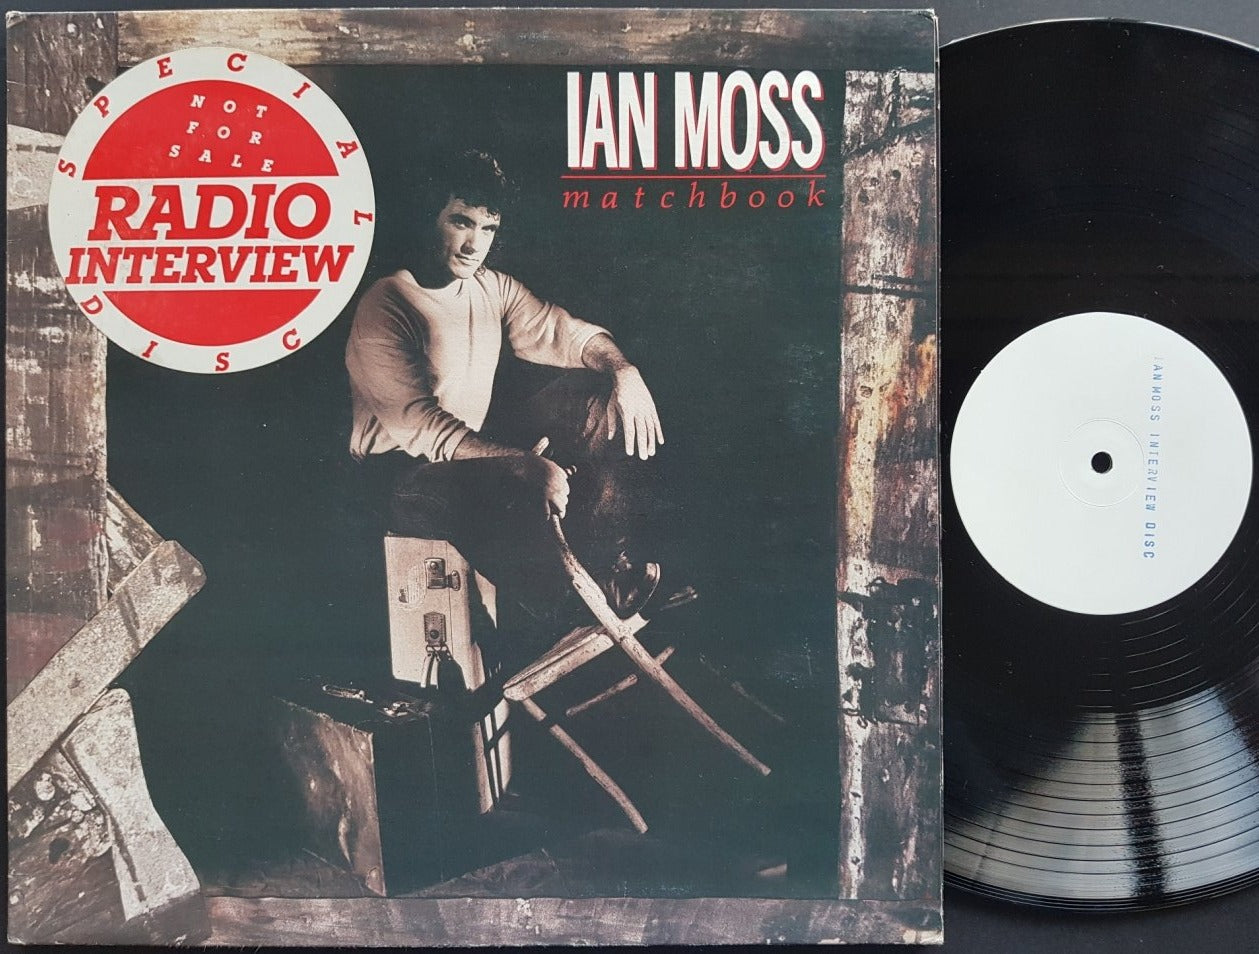 SPECIAL
NOT
FOR
SALE
RADIO
INTERVIEW
DISC
IAN MOSS
matchbook
IAN MOSS INTERVIEW DISC